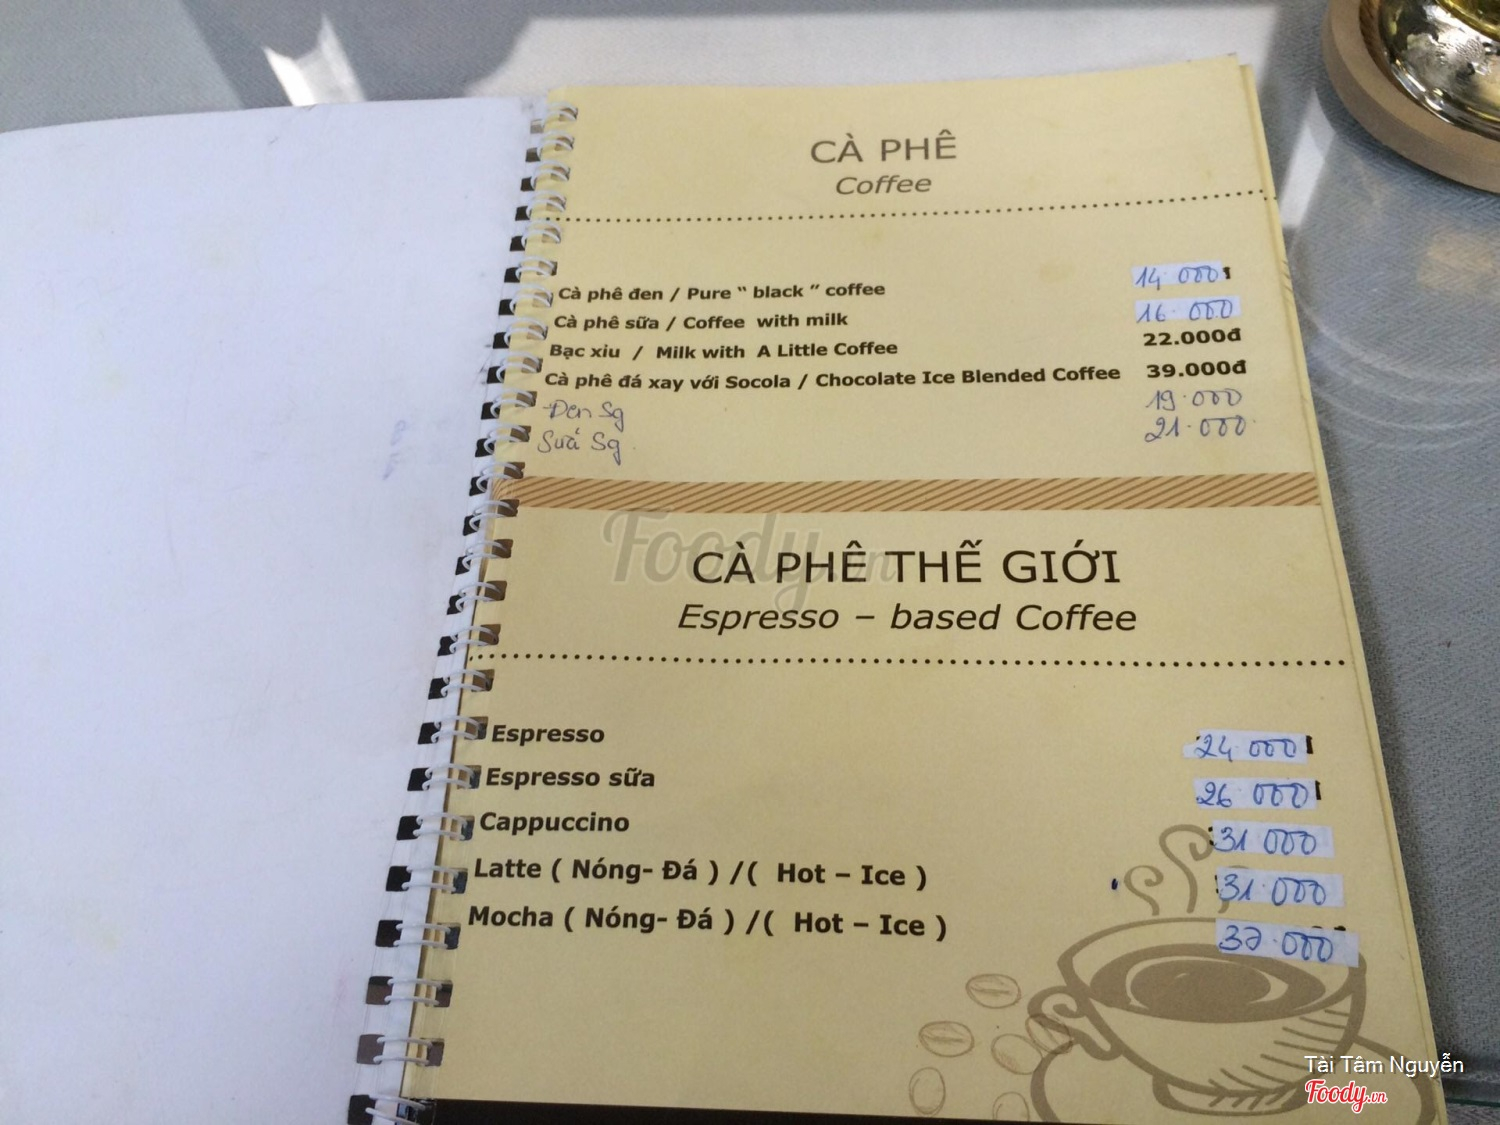 CÀ PHÊ
Coffee
Cà phê đen / Pure “ black ” coffee 14 000
Cà phê sữa / Coffee with milk 16 000
Bạc xiu / Milk with A Little Coffee 22.000đ
Cà phê đá xay với Socola / Chocolate Ice Blended Coffee 39.000đ
Đen Sg 19.000
Sữa Sg 21.000
Foody.vn
CÀ PHÊ THẾ GIỚI
Espresso – based Coffee
Espresso 24 000
Espresso sữa 26 000
Cappuccino 31 000
Latte ( Nóng- Đá ) /( Hot – Ice ) 31.000
Mocha ( Nóng- Đá ) /( Hot – Ice )
Tài Tâm Nguyễn
Foody.vn